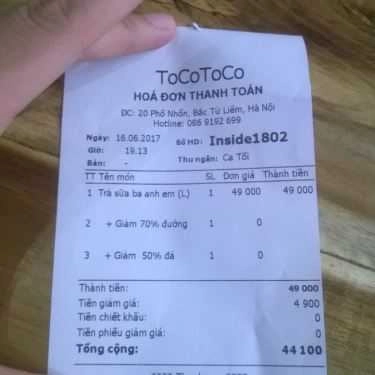 ToCoToCo
HOÁ ĐƠN THANH TOÁN
ĐC: 20 Phố Nhổn, Bắc Từ Liêm, Hà Nội
Hotline: 086 9192 699
Ngày: 16.06.2017 Số HD: Inside1802
Giờ: 19.13
Bàn: - Thu ngân: Ca Tối
TT Tên món SL Đơn giá Thành tiền
1 Trà sữa ba anh em (L) 1 49 000 49 000
2 + Giảm 70% đường 1 0
3 + Giảm 50% đá 1 0
Thành tiền: 49 000
Tiền giảm giá: 4 900
Tiền chiết khấu: 0
Tiền phiếu giảm giá: 0
Tổng cộng: 44 100